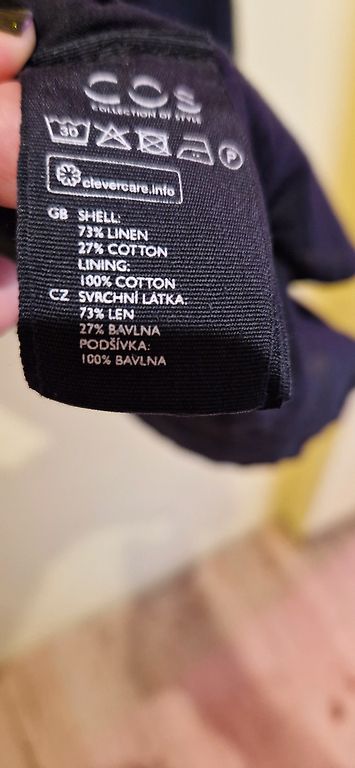 COS
COLLECTION OF STYLE
30
P
clevercare.info
GB SHELL:
73% LINEN
27% COTTON
LINING:
100% COTTON
CZ SVRCHNÍ LÁTKA:
73% LEN
27% BAVLNA
PODŠÍVKA:
100% BAVLNA